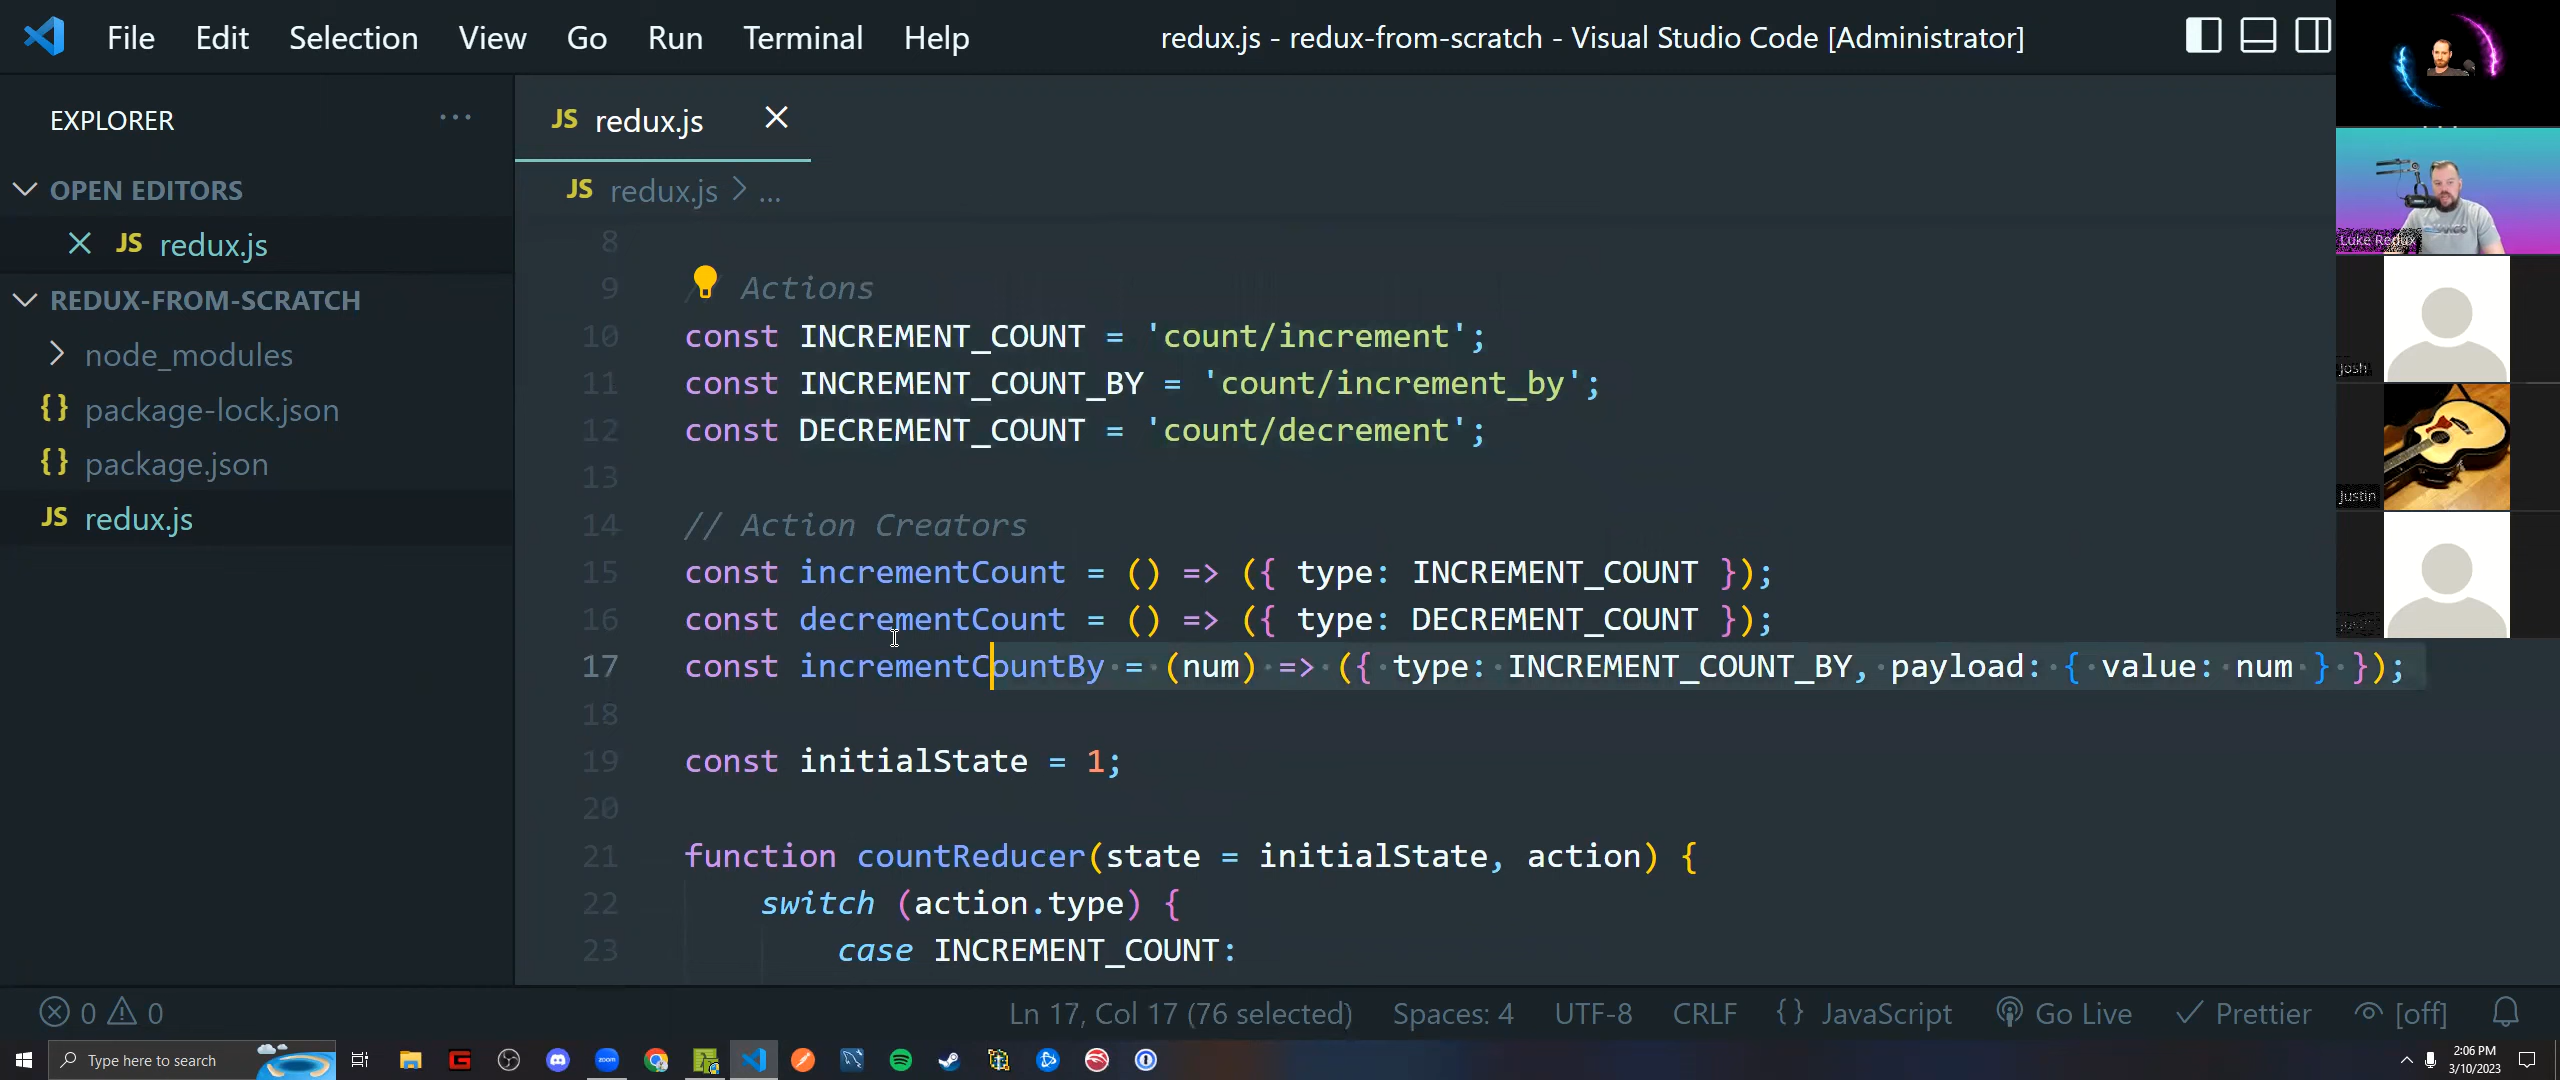 File Edit Selection View Go Run Terminal Help
redux.js - redux-from-scratch - Visual Studio Code [Administrator]
EXPLORER
OPEN EDITORS
JS redux.js
REDUX-FROM-SCRATCH
node_modules
{} package-lock.json
{} package.json
JS redux.js
JS redux.js
JS redux.js > ...
8
9 Actions
10 const INCREMENT_COUNT = 'count/increment';
11 const INCREMENT_COUNT_BY = 'count/increment_by';
12 const DECREMENT_COUNT = 'count/decrement';
13
14 // Action Creators
15 const incrementCount = () => ({ type: INCREMENT_COUNT });
16 const decrementCount = () => ({ type: DECREMENT_COUNT });
17 const incrementCountBy = (num) => ({ type: INCREMENT_COUNT_BY, payload: { value: num } });
18
19 const initialState = 1;
20
21 function countReducer(state = initialState, action) {
22 switch (action.type) {
23 case INCREMENT_COUNT:
Luke Redux
Josh
Justin
0 0
Ln 17, Col 17 (76 selected) Spaces: 4 UTF-8 CRLF {} JavaScript Go Live Prettier [off]
Type here to search
zoom
2:06 PM
3/10/2023